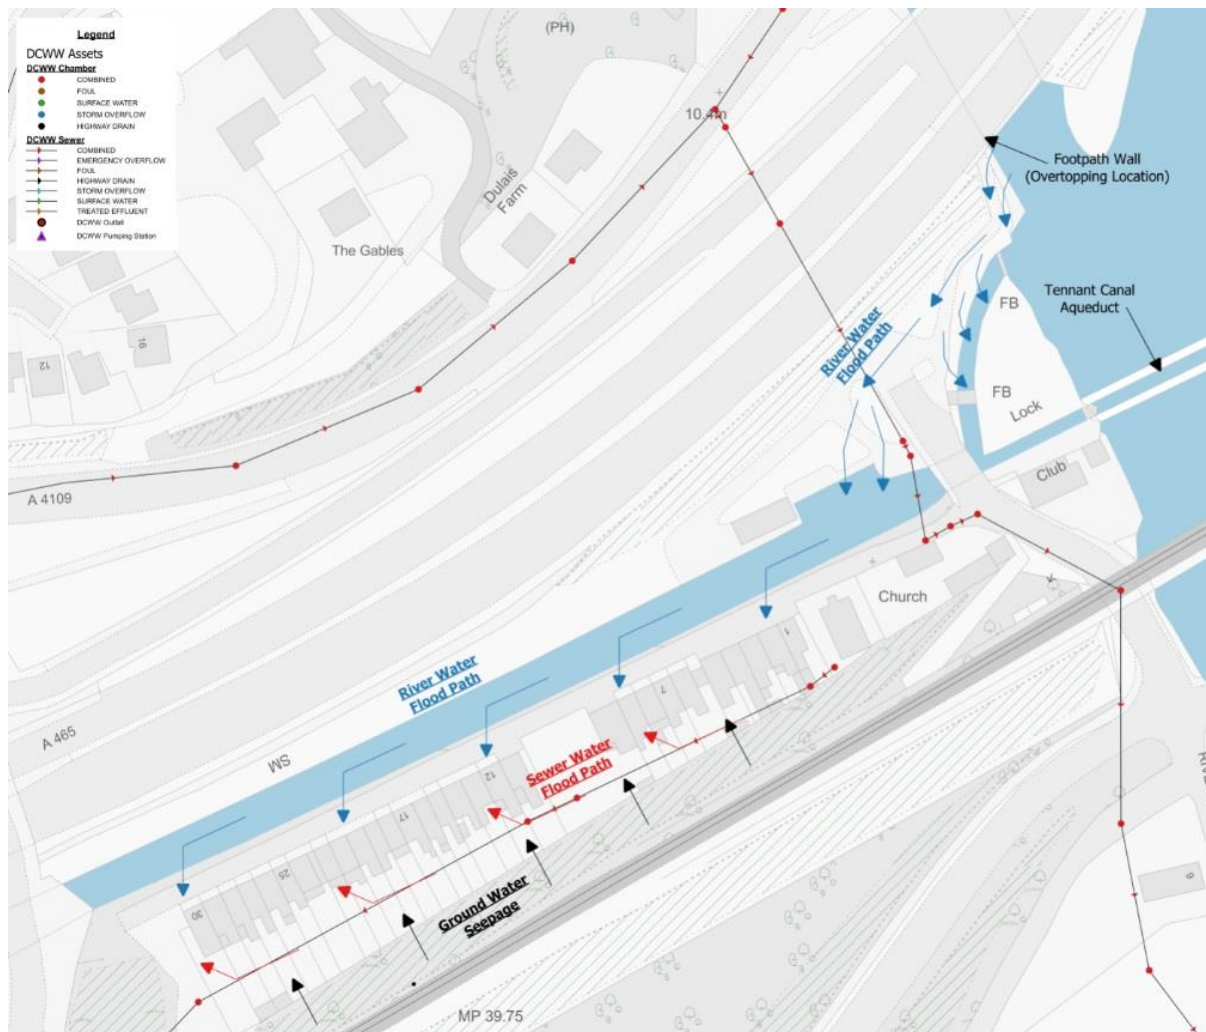 Legend
DCWW Assets
DCWW Chamber
COMBINED
FOUL
SURFACE WATER
STORM OVERFLOW
HIGHWAY DRAIN
DCWW Sewer
COMBINED
EMERGENCY OVERFLOW
FOUL
HIGHWAY DRAIN
STORM OVERFLOW
SURFACE WATER
TREATED EFFLUENT
DCWW Outfall
DCWW Pumping Station
(PH)
10.4m
Footpath Wall
(Overtopping Location)
Dulais
Farm
The Gables
Tennant Canal
Aqueduct
FB
16
12
River Water
Flood Path
FB
Lock
Club
A 4109
Church
1
River Water
Flood Path
7
A 465
SM
Sewer Water
Flood Path
12
17
25
Ground Water
Seepage
30
9
MP 39.75